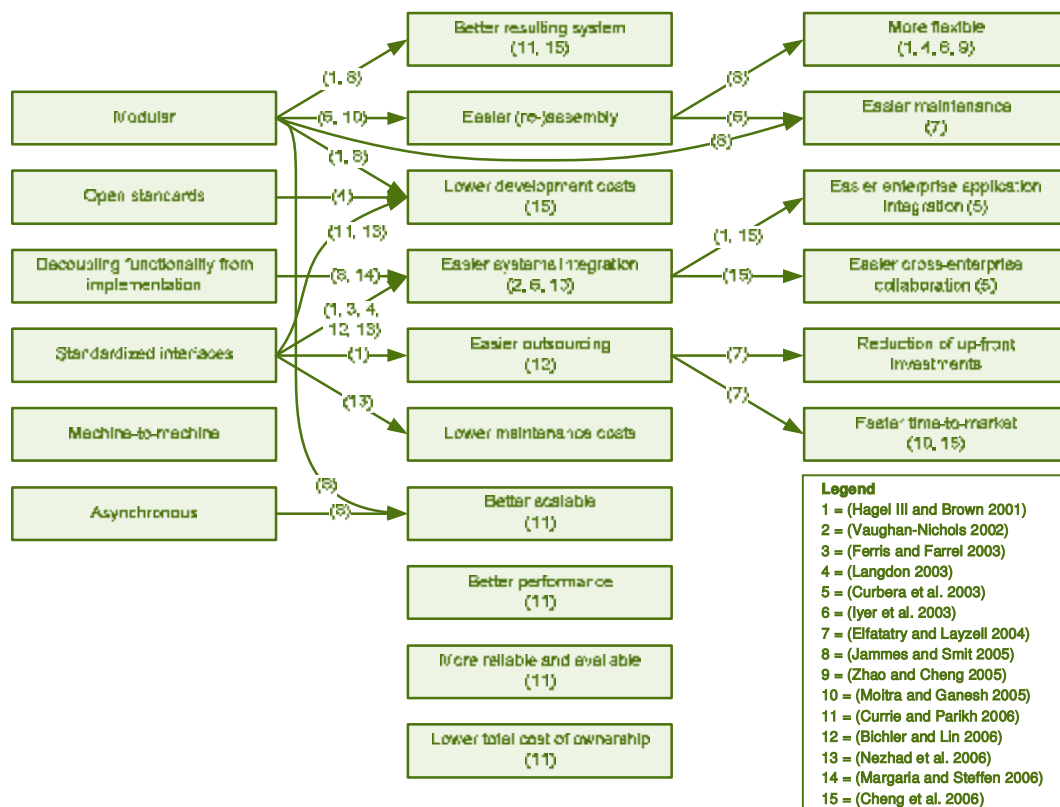 Better resulting system
(11, 15)
More flexible
(1, 4, 6, 9)
(1, 8)
(8)
Modular
(6, 10)
Easier (re-)assembly
(6)
Easier maintenance
(7)
(8)
(1, 8)
Open standards
(4)
Lower development costs
(15)
Easier enterprise application
integration (5)
(11, 13)
(1, 15)
Decoupling functionality from
implementation
(8, 14)
Easier systems integration
(2, 6, 10)
(15)
Easier cross-enterprise
collaboration (5)
(1, 3, 4,
12, 13)
Standardized interfaces
(1)
Easier outsourcing
(12)
(7)
Reduction of up-front
investments
(13)
(7)
Machine-to-machine
Lower maintenance costs
Faster time-to-market
(10, 15)
(8)
Asynchronous
(8)
Better scalable
(11)
Better performance
(11)
More reliable and available
(11)
Lower total cost of ownership
(11)
Legend
1 = (Hagel III and Brown 2001)
2 = (Vaughan-Nichols 2002)
3 = (Ferris and Farrel 2003)
4 = (Langdon 2003)
5 = (Curbera et al. 2003)
6 = (Iyer et al. 2003)
7 = (Elfatatry and Layzell 2004)
8 = (Jammes and Smit 2005)
9 = (Zhao and Cheng 2005)
10 = (Moitra and Ganesh 2005)
11 = (Currie and Parikh 2006)
12 = (Bichler and Lin 2006)
13 = (Nezhad et al. 2006)
14 = (Margaria and Steffen 2006)
15 = (Cheng et al. 2006)